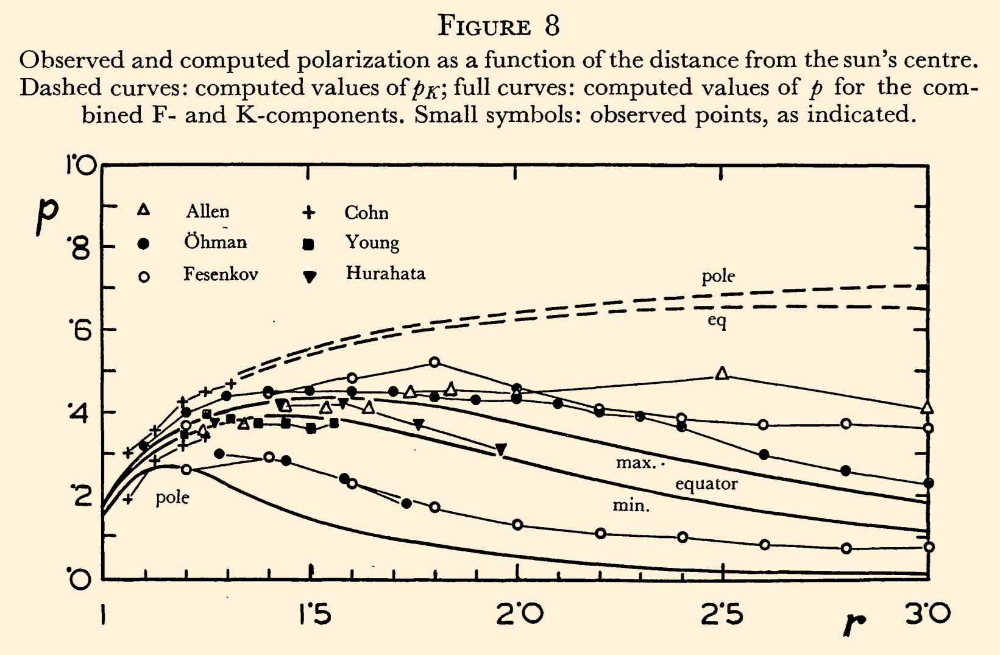 FIGURE 8
Observed and computed polarization as a function of the distance from the sun's centre.
Dashed curves: computed values of pK; full curves: computed values of p for the com-
bined F- and K-components. Small symbols: observed points, as indicated.
1·0
p
·8
·6
·4
·2
·0
Allen
Cohn
Öhman
Young
Fesenkov
Hurahata
pole
eq
max.
equator
min.
pole
1
1·5
2·0
2·5
r
3·0